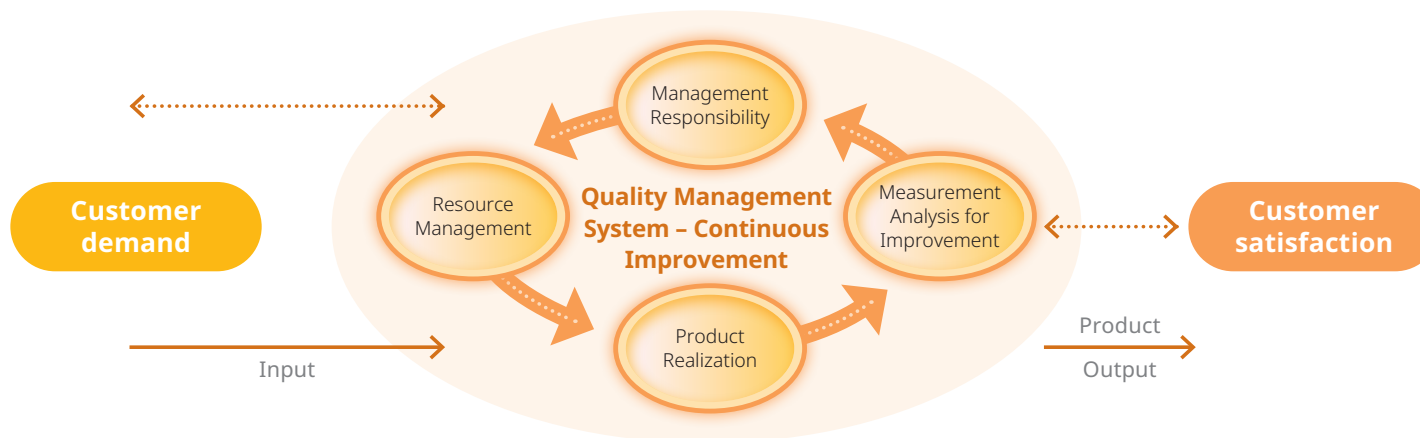 Management
Responsibility
Resource
Management
Quality Management
System – Continuous
Improvement
Measurement
Analysis for
Improvement
Customer
demand
Customer
satisfaction
Product
Realization
Input
Product
Output